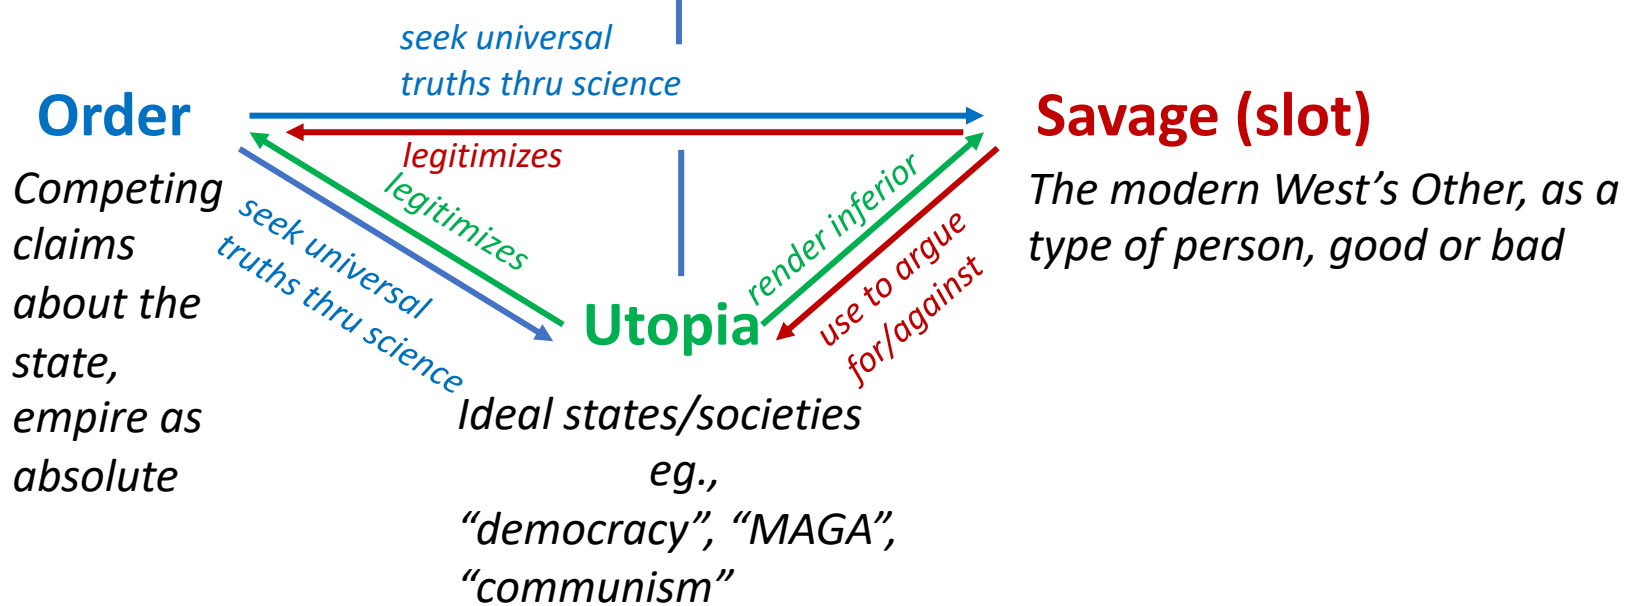 seek universal
truths thru science
Order
Savage (slot)
legitimizes
Competing
claims
about the
state,
empire as
absolute
legitimizes
seek universal
truths thru science
render inferior
use to argue
for/against
The modern West’s Other, as a
type of person, good or bad
Utopia
Ideal states/societies
eg.,
“democracy”, “MAGA”,
“communism”